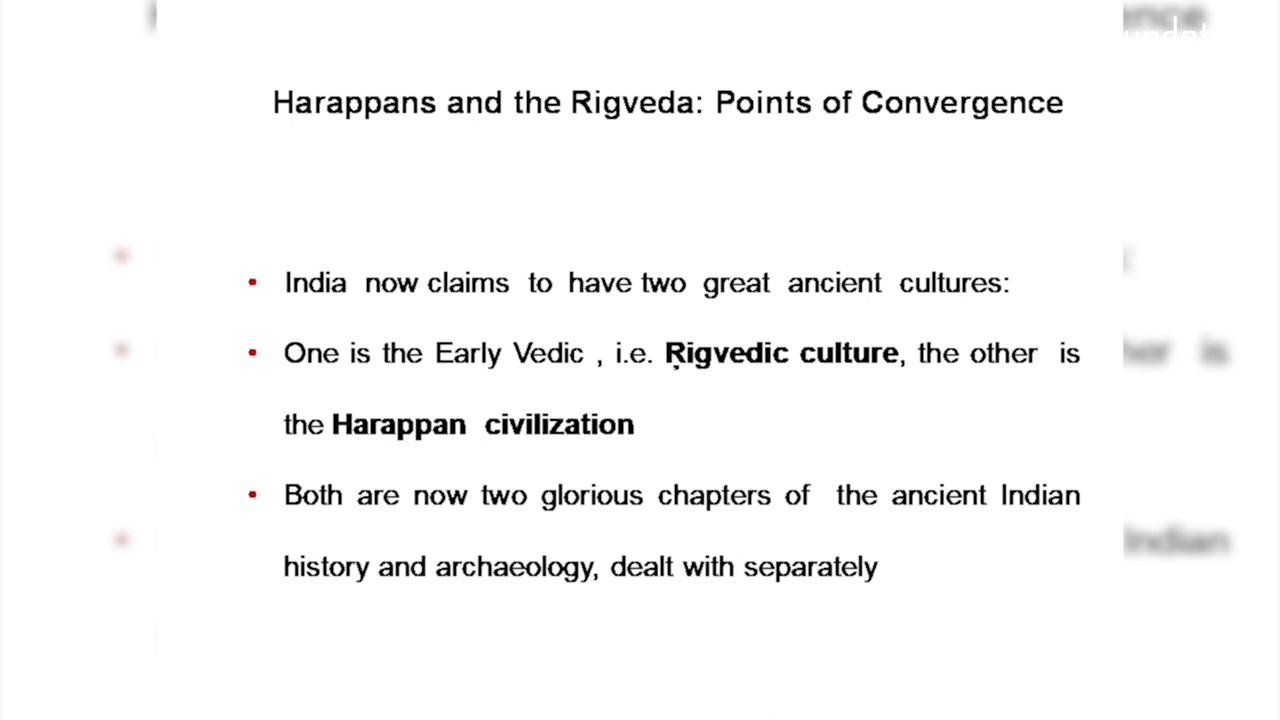 Harappans and the Rigveda: Points of Convergence
• India now claims to have two great ancient cultures:
• One is the Early Vedic , i.e. Ṛigvedic culture, the other is
the Harappan civilization
• Both are now two glorious chapters of the ancient Indian
history and archaeology, dealt with separately